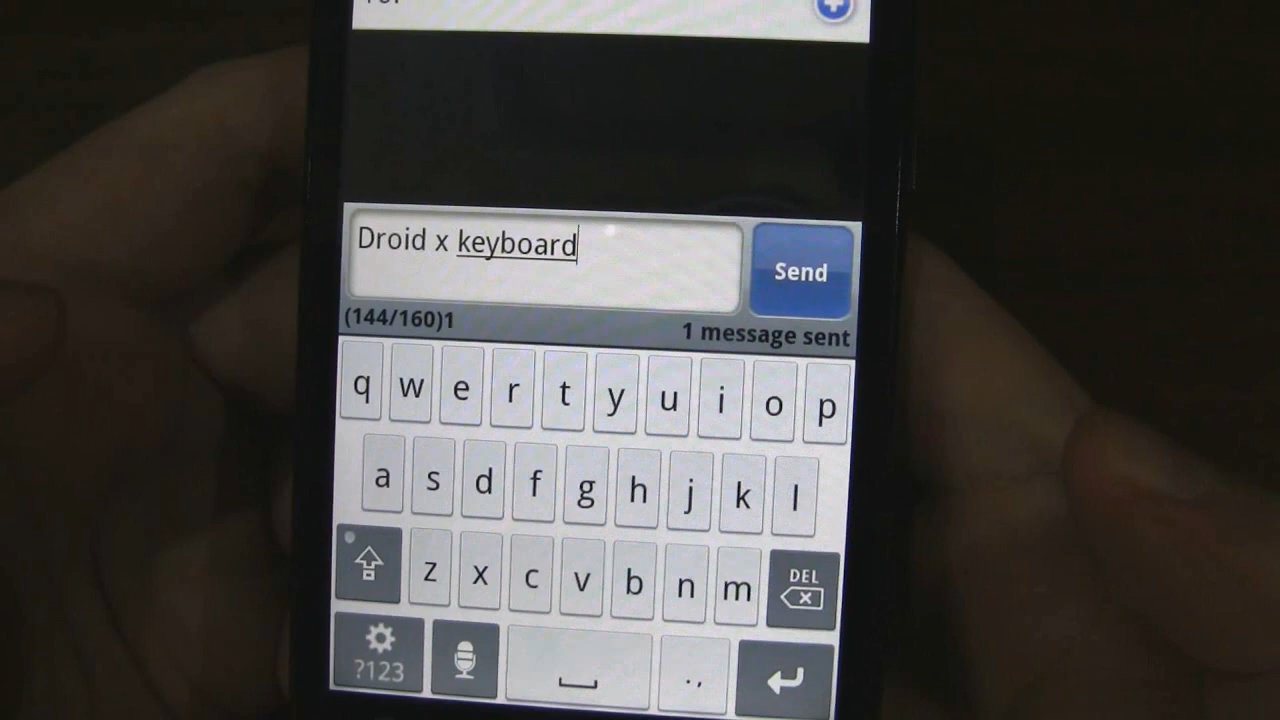 Droid x keyboard
Send
(144/160)1
1 message sent
q w e r t y u i o p
a s d f g h j k l
z x c v b n m
DEL
?123
.,